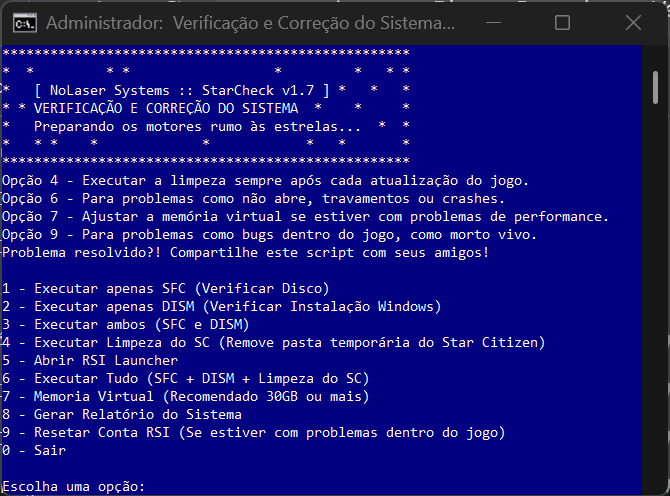 Administrador: Verificação e Correção do Sistema...
**************************************************
* * * * * * * *
* [ NoLaser Systems :: StarCheck v1.7 ] * * *
* * VERIFICAÇÃO E CORREÇÃO DO SISTEMA * * *
* Preparando os motores rumo às estrelas... * *
* * * * * * * *
**************************************************
Opção 4 - Executar a limpeza sempre após cada atualização do jogo.
Opção 6 - Para problemas como não abre, travamentos ou crashes.
Opção 7 - Ajustar a memória virtual se estiver com problemas de performance.
Opção 9 - Para problemas como bugs dentro do jogo, como morto vivo.
Problema resolvido?! Compartilhe este script com seus amigos!
1 - Executar apenas SFC (Verificar Disco)
2 - Executar apenas DISM (Verificar Instalação Windows)
3 - Executar ambos (SFC e DISM)
4 - Executar Limpeza do SC (Remove pasta temporária do Star Citizen)
5 - Abrir RSI Launcher
6 - Executar Tudo (SFC + DISM + Limpeza do SC)
7 - Memoria Virtual (Recomendado 30GB ou mais)
8 - Gerar Relatório do Sistema
9 - Resetar Conta RSI (Se estiver com problemas dentro do jogo)
0 - Sair
Escolha uma opção: